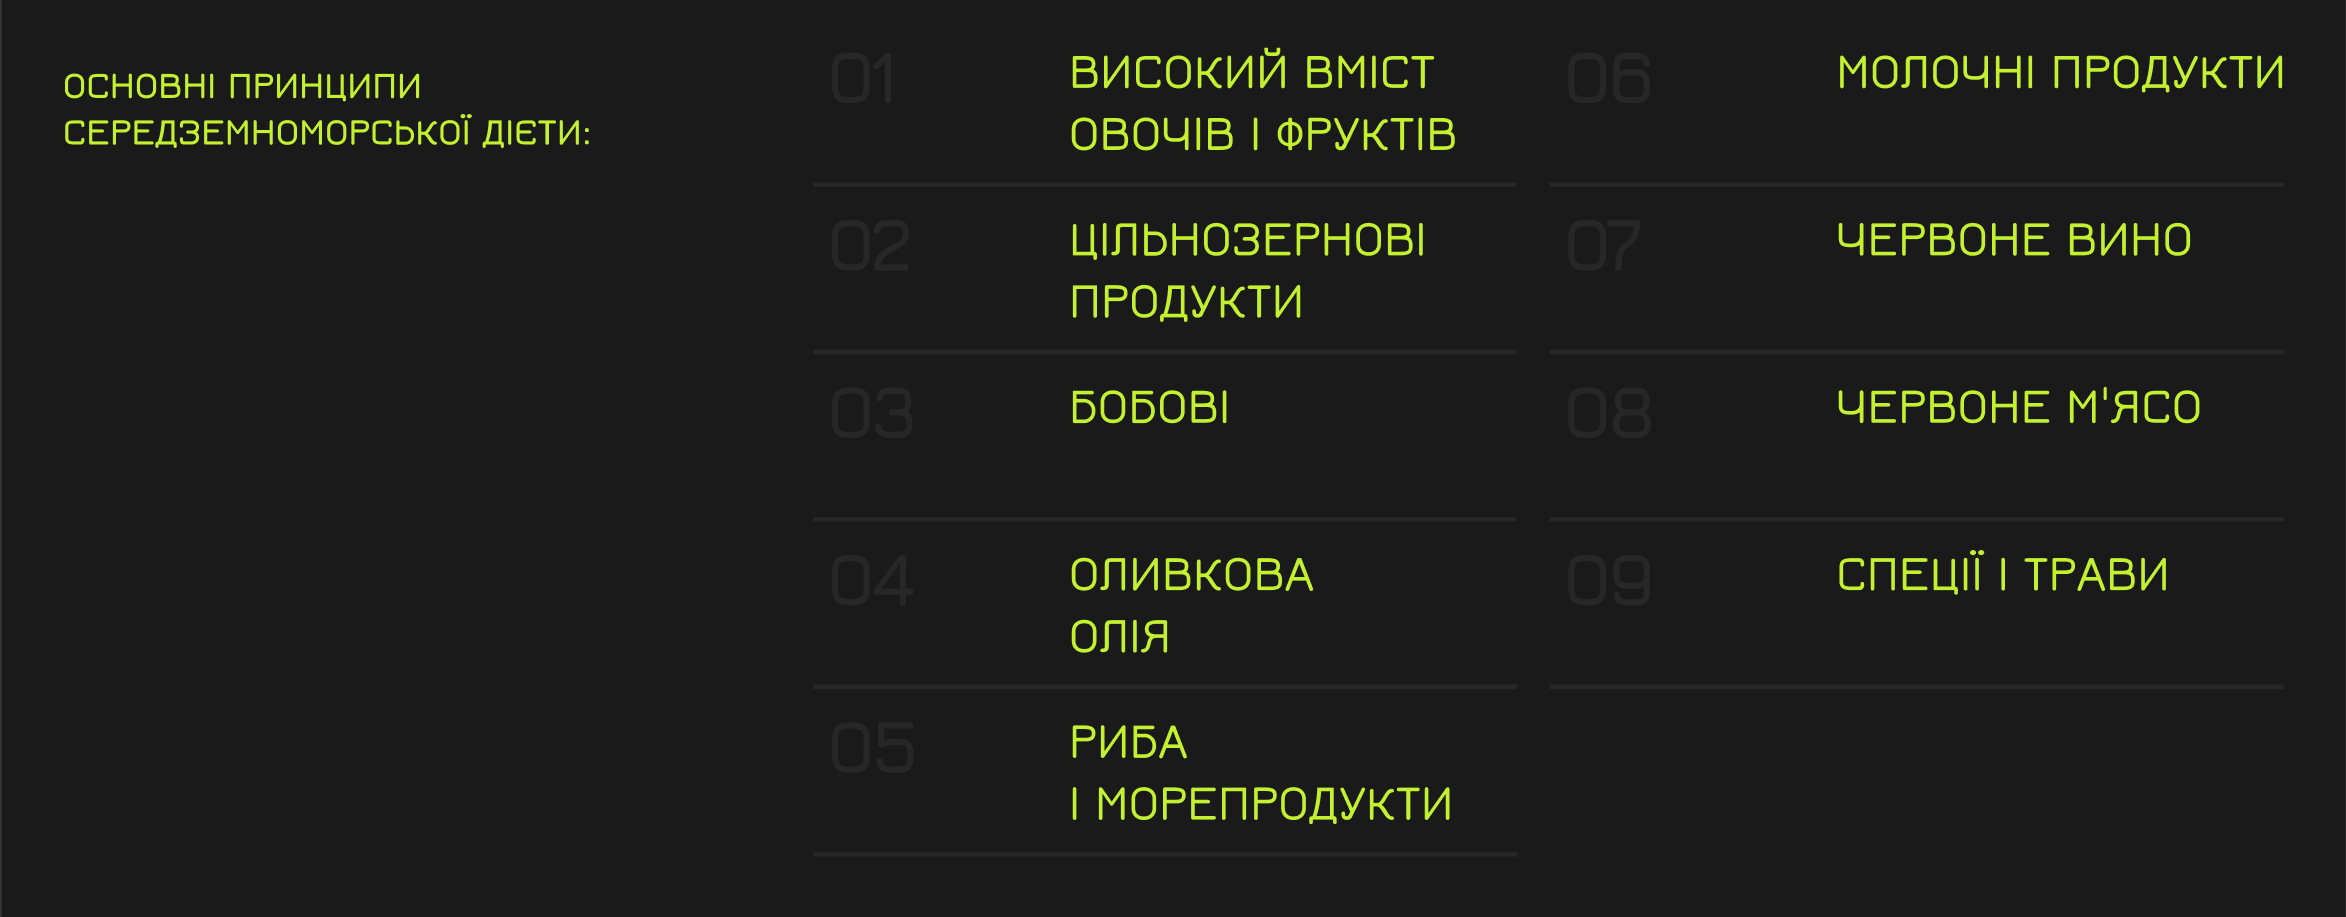 ОСНОВНІ ПРИНЦИПИ
СЕРЕДЗЕМНОМОРСЬКОЇ ДІЄТИ:
01
ВИСОКИЙ ВМІСТ
ОВОЧІВ І ФРУКТІВ
02
ЦІЛЬНОЗЕРНОВІ
ПРОДУКТИ
03
БОБОВІ
04
ОЛИВКОВА
ОЛІЯ
05
РИБА
І МОРЕПРОДУКТИ
06
МОЛОЧНІ ПРОДУКТИ
07
ЧЕРВОНЕ ВИНО
08
ЧЕРВОНЕ М'ЯСО
09
СПЕЦІЇ І ТРАВИ